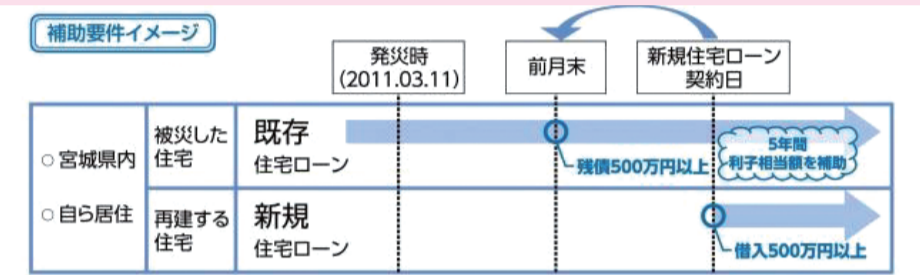 補助要件イメージ
発災時
(2011.03.11)
前月末
新規住宅ローン
契約日
○ 宮城県内
○ 自ら居住
被災した
住宅
既存
住宅ローン
残債500万円以上
5年間
利子相当額を補助
再建する
住宅
新規
住宅ローン
借入500万円以上